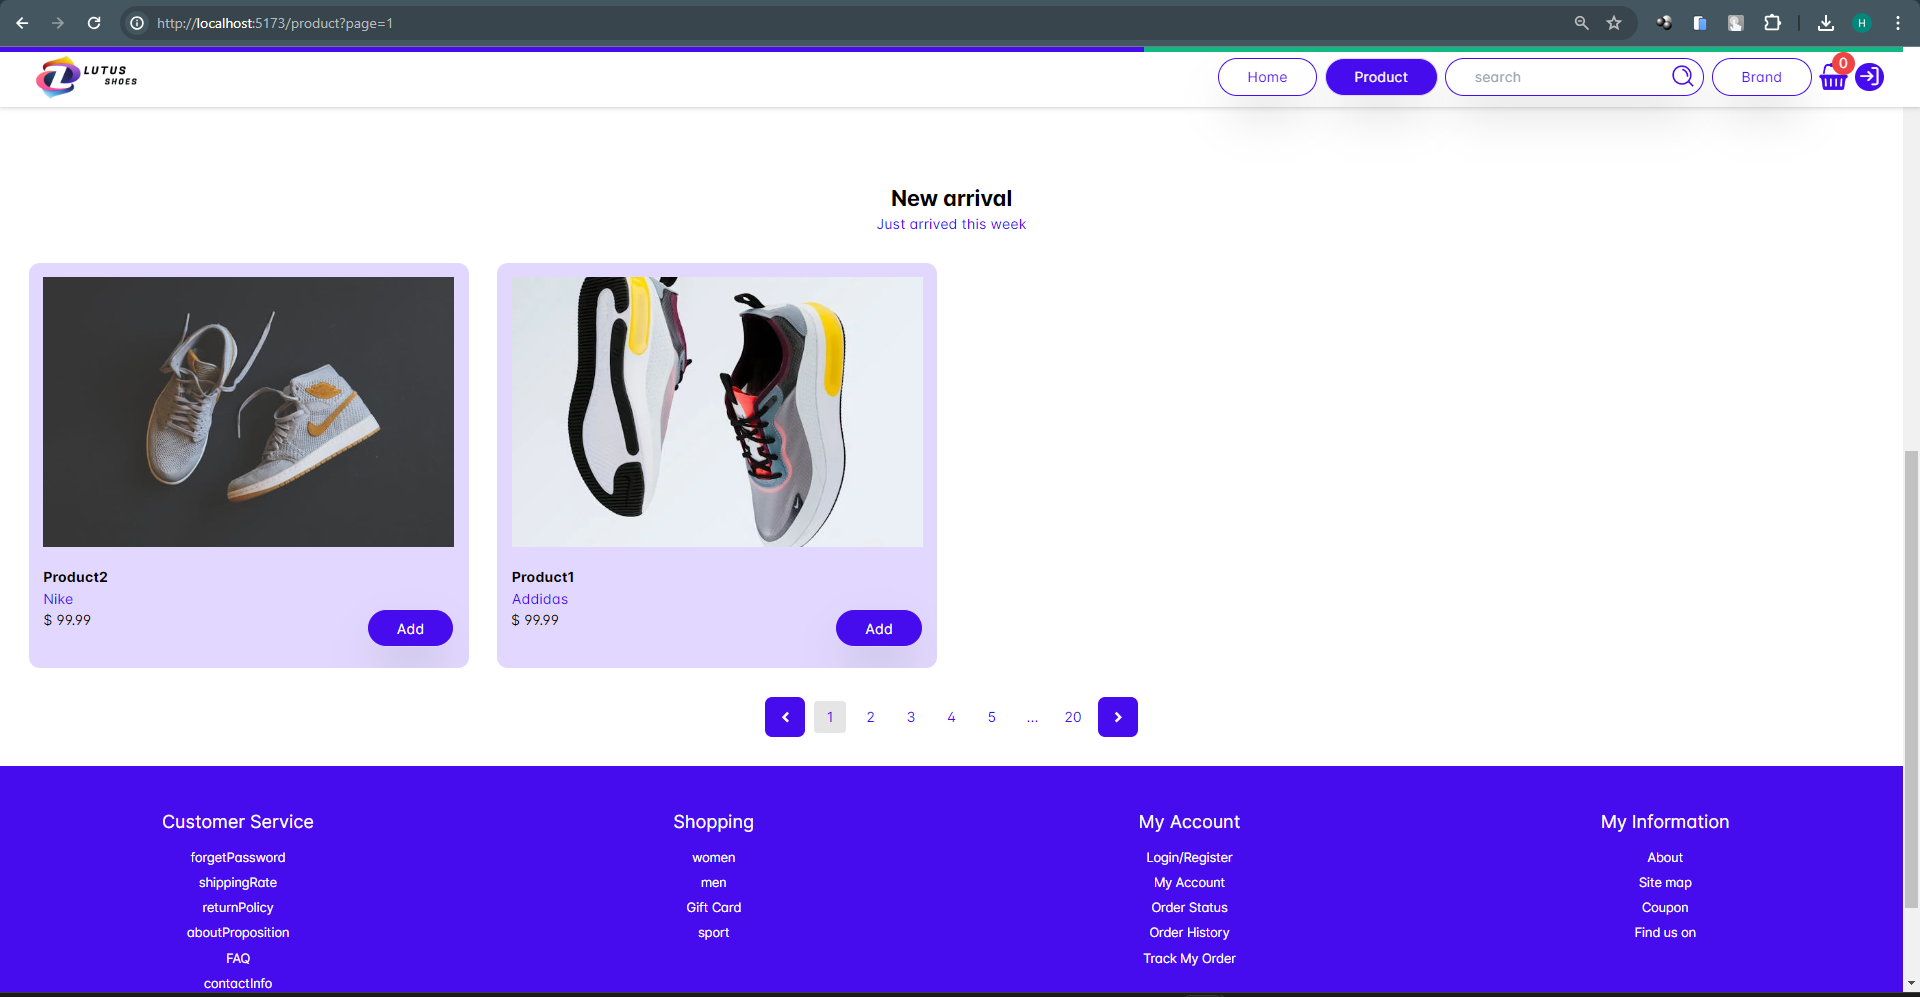 http://localhost:5173/product?page=1
H
LUTUS
SHOES
Home
Product
search
Brand
0
New arrival
Just arrived this week
Product2
Nike
$ 99.99
Add
Product1
Addidas
$ 99.99
Add
1 2 3 4 5 ... 20
Customer Service
forgetPassword
shippingRate
returnPolicy
aboutProposition
FAQ
contactInfo
Shopping
women
men
Gift Card
sport
My Account
Login/Register
My Account
Order Status
Order History
Track My Order
My Information
About
Site map
Coupon
Find us on